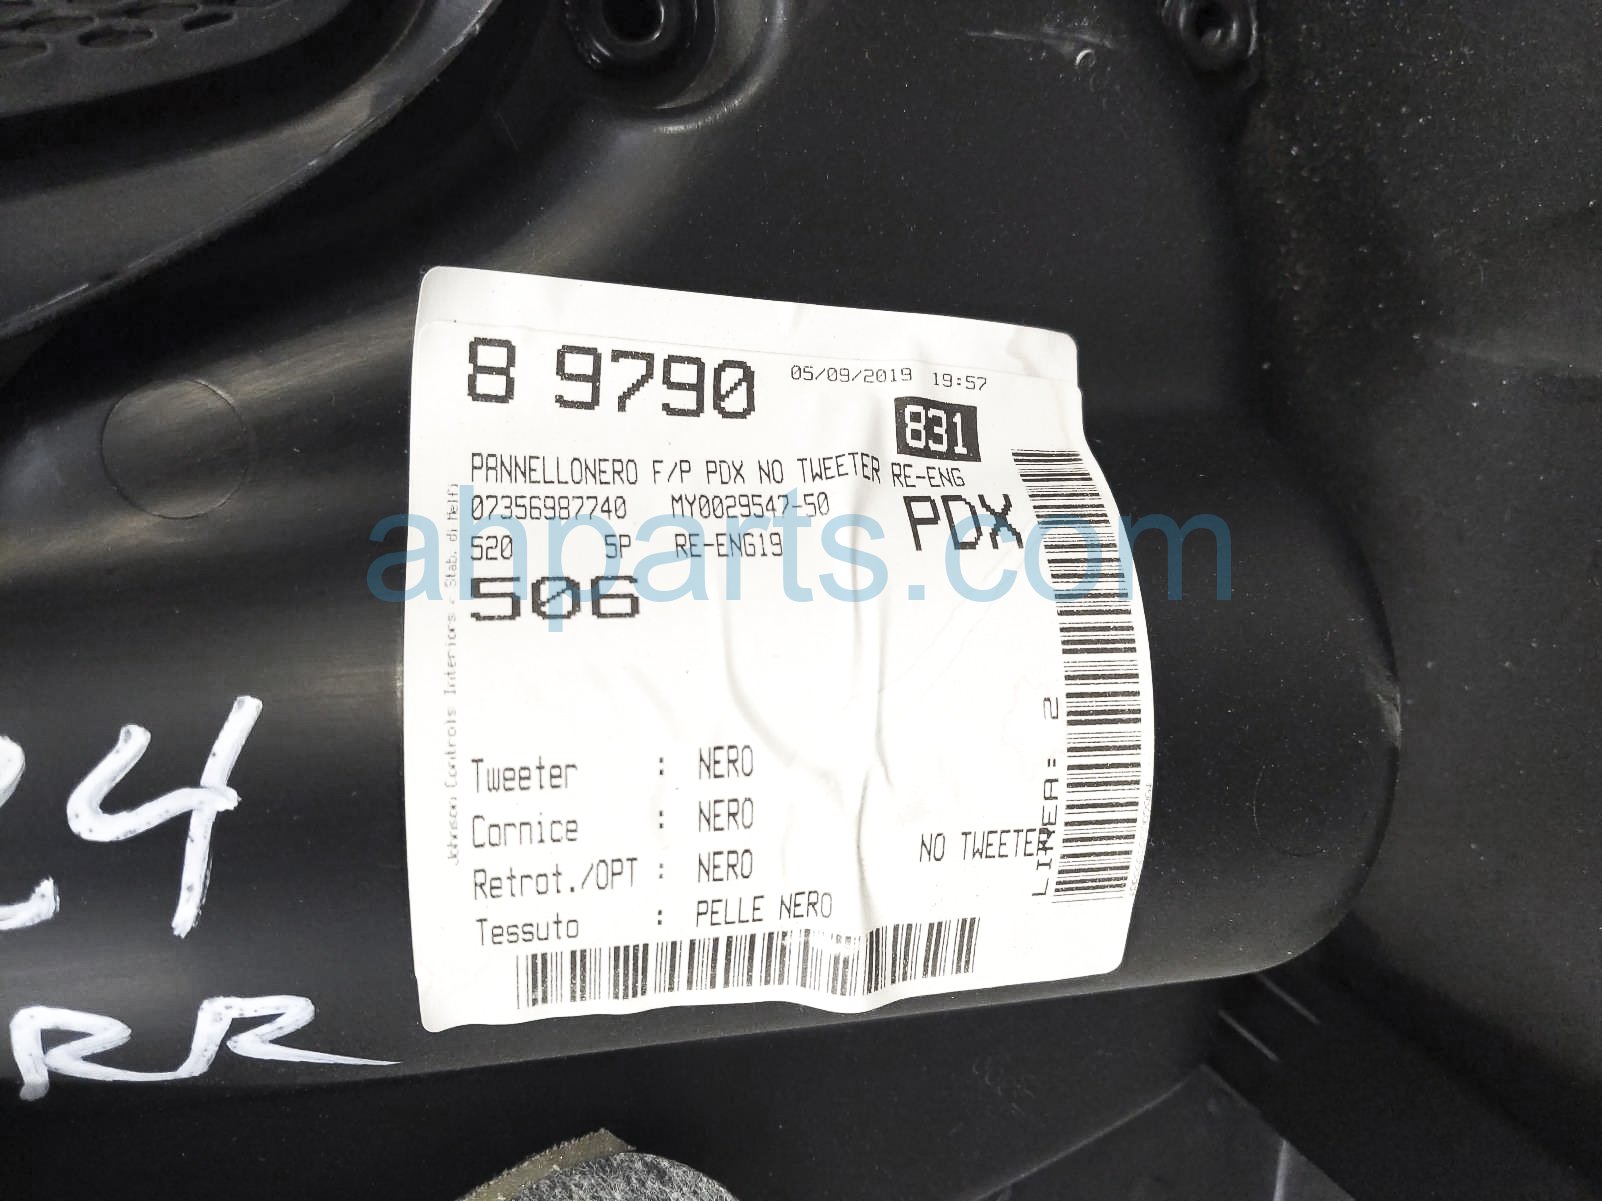 8 9790 05/09/2019 19:57
831
PANNELLONERO F/P PDX NO TWEETER RE-ENG
07356987740 MY0029547-50 PDX
520 5P RE-ENG19
506
Johnson Controls Interiors - Stab. di Melfi
Tweeter : NERO
Cornice : NERO
Retrot./OPT : NERO
Tessuto : PELLE NERO
NO TWEETER
LINEA: 2
24
RR
ahparts.com